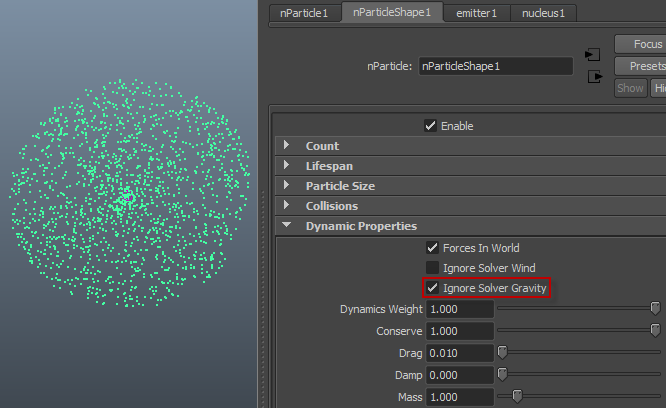 nParticle1 nParticleShape1 emitter1 nucleus1
Focus
nParticle: nParticleShape1
Presets
Show Hi
Enable
Count
Lifespan
Particle Size
Collisions
Dynamic Properties
Forces In World
Ignore Solver Wind
Ignore Solver Gravity
Dynamics Weight 1.000
Conserve 1.000
Drag 0.010
Damp 0.000
Mass 1.000